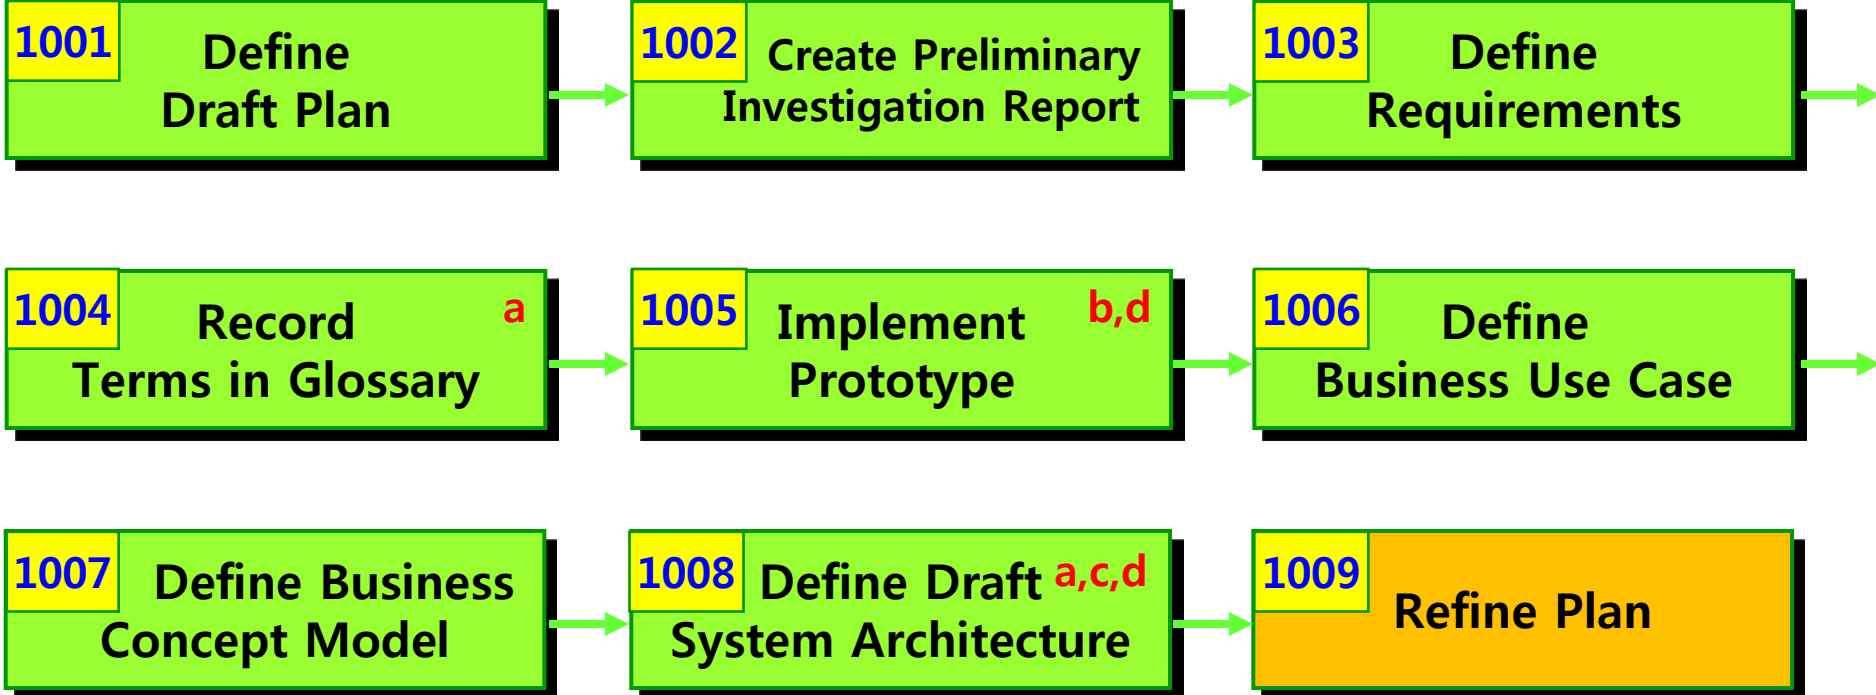 1001
Define
Draft Plan
1002
Create Preliminary
Investigation Report
1003
Define
Requirements
1004
Record
a
Terms in Glossary
1005
Implement
b,d
Prototype
1006
Define
Business Use Case
1007
Define Business
Concept Model
1008
Define Draft
a,c,d
System Architecture
1009
Refine Plan